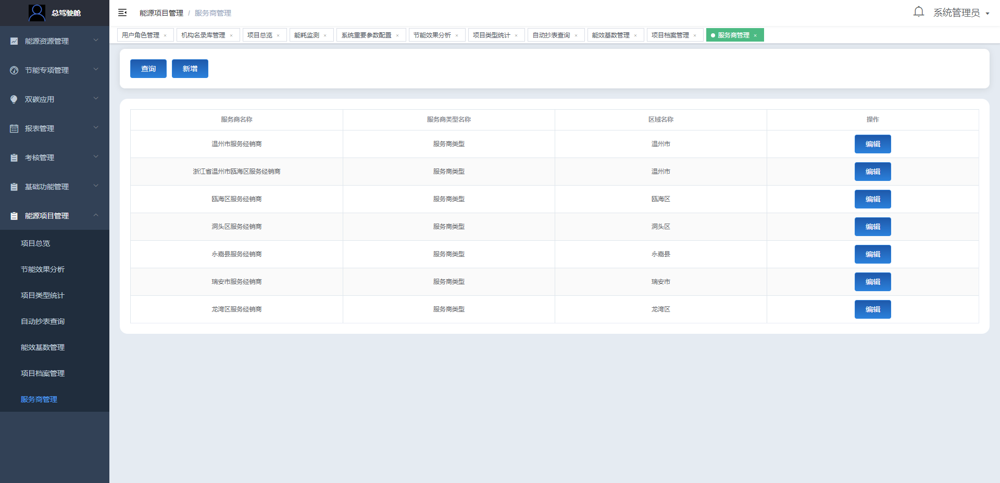 总驾驶舱
能源项目管理 / 服务商管理
系统管理员
用户角色管理 × 机构名录库管理 × 项目总览 × 能耗监测 × 系统重要参数配置 × 节能效果分析 × 项目类型统计 × 自动抄表查询 × 能效基数管理 × 项目档案管理 × 服务商管理 ×
能源资源管理
节能专项管理
双碳应用
报表管理
考核管理
基础功能管理
能源项目管理
项目总览
节能效果分析
项目类型统计
自动抄表查询
能效基数管理
项目档案管理
服务商管理
查询 新增
服务商名称 服务商类型名称 区域名称 操作
温州市服务经销商 服务商类型 温州市 编辑
浙江省温州市瓯海区服务经销商 服务商类型 温州市 编辑
瓯海区服务经销商 服务商类型 瓯海区 编辑
洞头区服务经销商 服务商类型 洞头区 编辑
永嘉县服务经销商 服务商类型 永嘉县 编辑
瑞安市服务经销商 服务商类型 瑞安市 编辑
龙湾区服务经销商 服务商类型 龙湾区 编辑